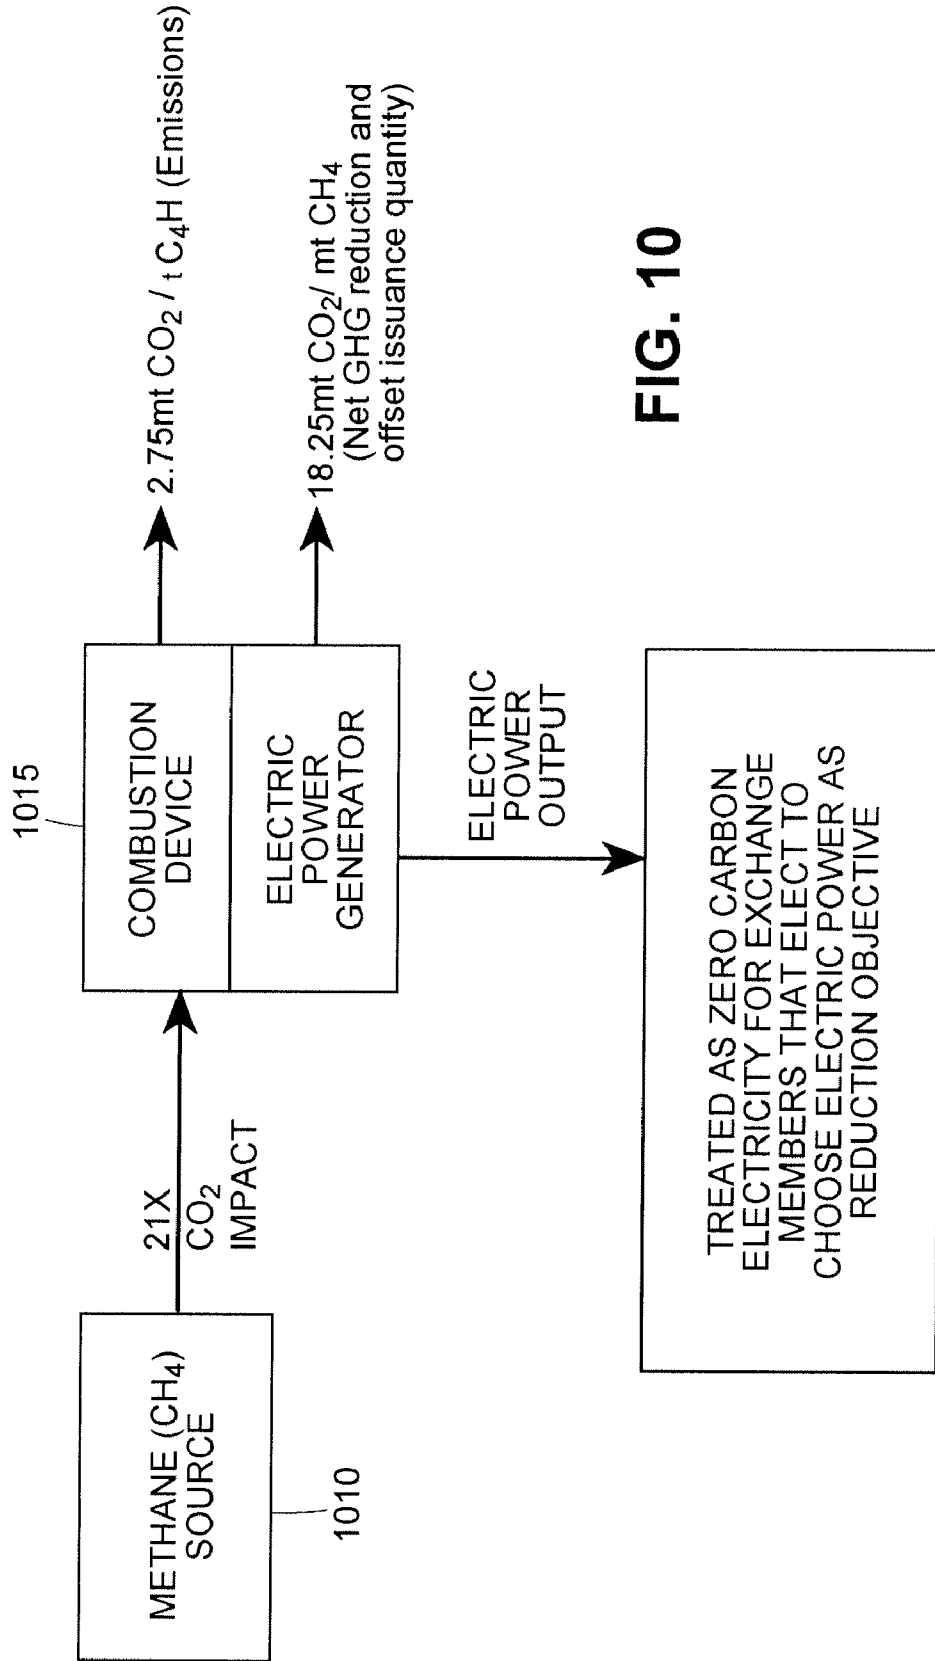 METHANE (CH4)
SOURCE
1010
21X
CO2
IMPACT
1015
COMBUSTION
DEVICE
ELECTRIC
POWER
GENERATOR
2.75mt CO2 / tC4H (Emissions)
18.25mt CO2/ mt CH4
(Net GHG reduction and
offset issuance quantity)
ELECTRIC
POWER
OUTPUT
TREATED AS ZERO CARBON
ELECTRICITY FOR EXCHANGE
MEMBERS THAT ELECT TO
CHOOSE ELECTRIC POWER AS
REDUCTION OBJECTIVE
FIG. 10